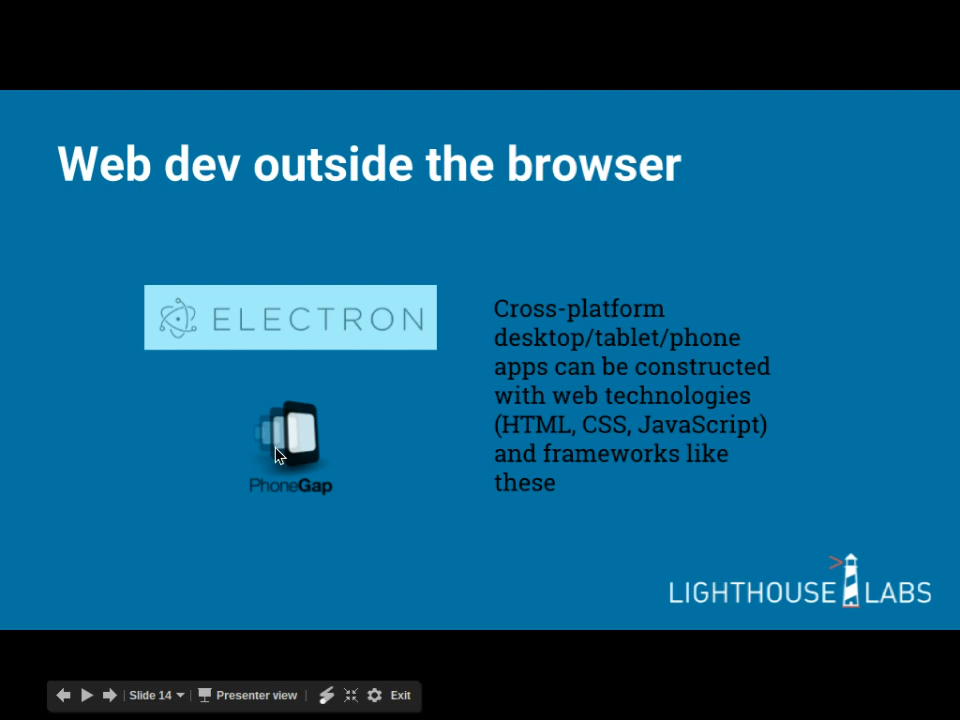 Web dev outside the browser
ELECTRON
PhoneGap
Cross-platform
desktop/tablet/phone
apps can be constructed
with web technologies
(HTML, CSS, JavaScript)
and frameworks like
these
LIGHTHOUSE LABS
Slide 14 Presenter view Exit